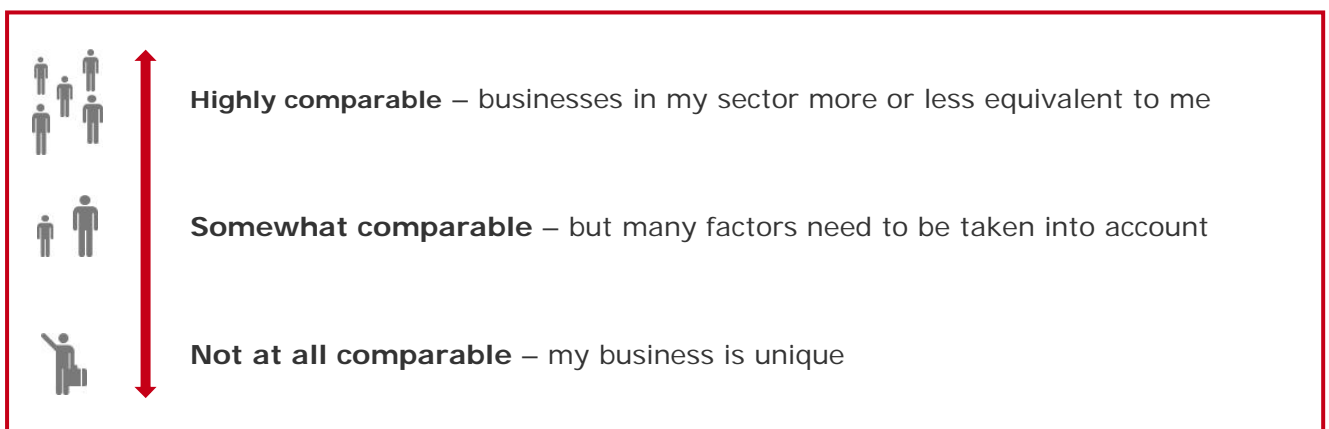 Highly comparable – businesses in my sector more or less equivalent to me
Somewhat comparable – but many factors need to be taken into account
Not at all comparable – my business is unique